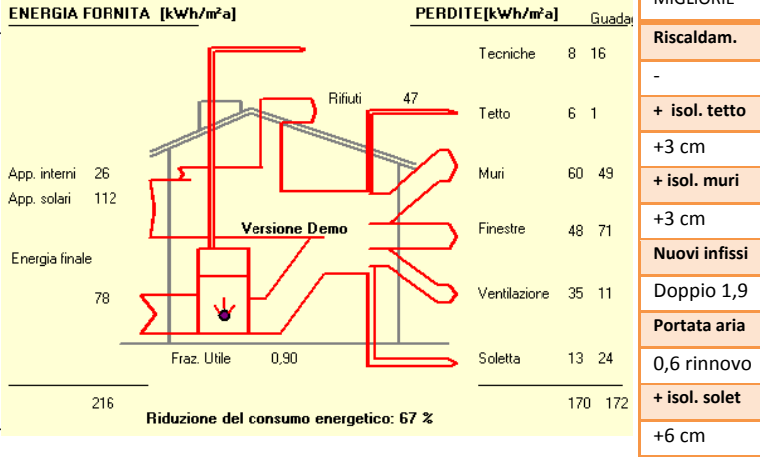 ENERGIA FORNITA [kWh/m²a]
PERDITE[kWh/m²a]
Tecniche 8 16
Rifiuti 47
Tetto 6 1
App. interni 26
App. solari 112
Muri 60 49
Versione Demo
Finestre 48 71
Energia finale
78
Ventilazione 35 11
Fraz. Utile 0,90
Soletta 13 24
216
170 172
Riduzione del consumo energetico: 67 %
Riscaldam.
-
+ isol. tetto
+3 cm
+ isol. muri
+3 cm
Nuovi infissi
Doppio 1,9
Portata aria
0,6 rinnovo
+ isol. solet
+6 cm